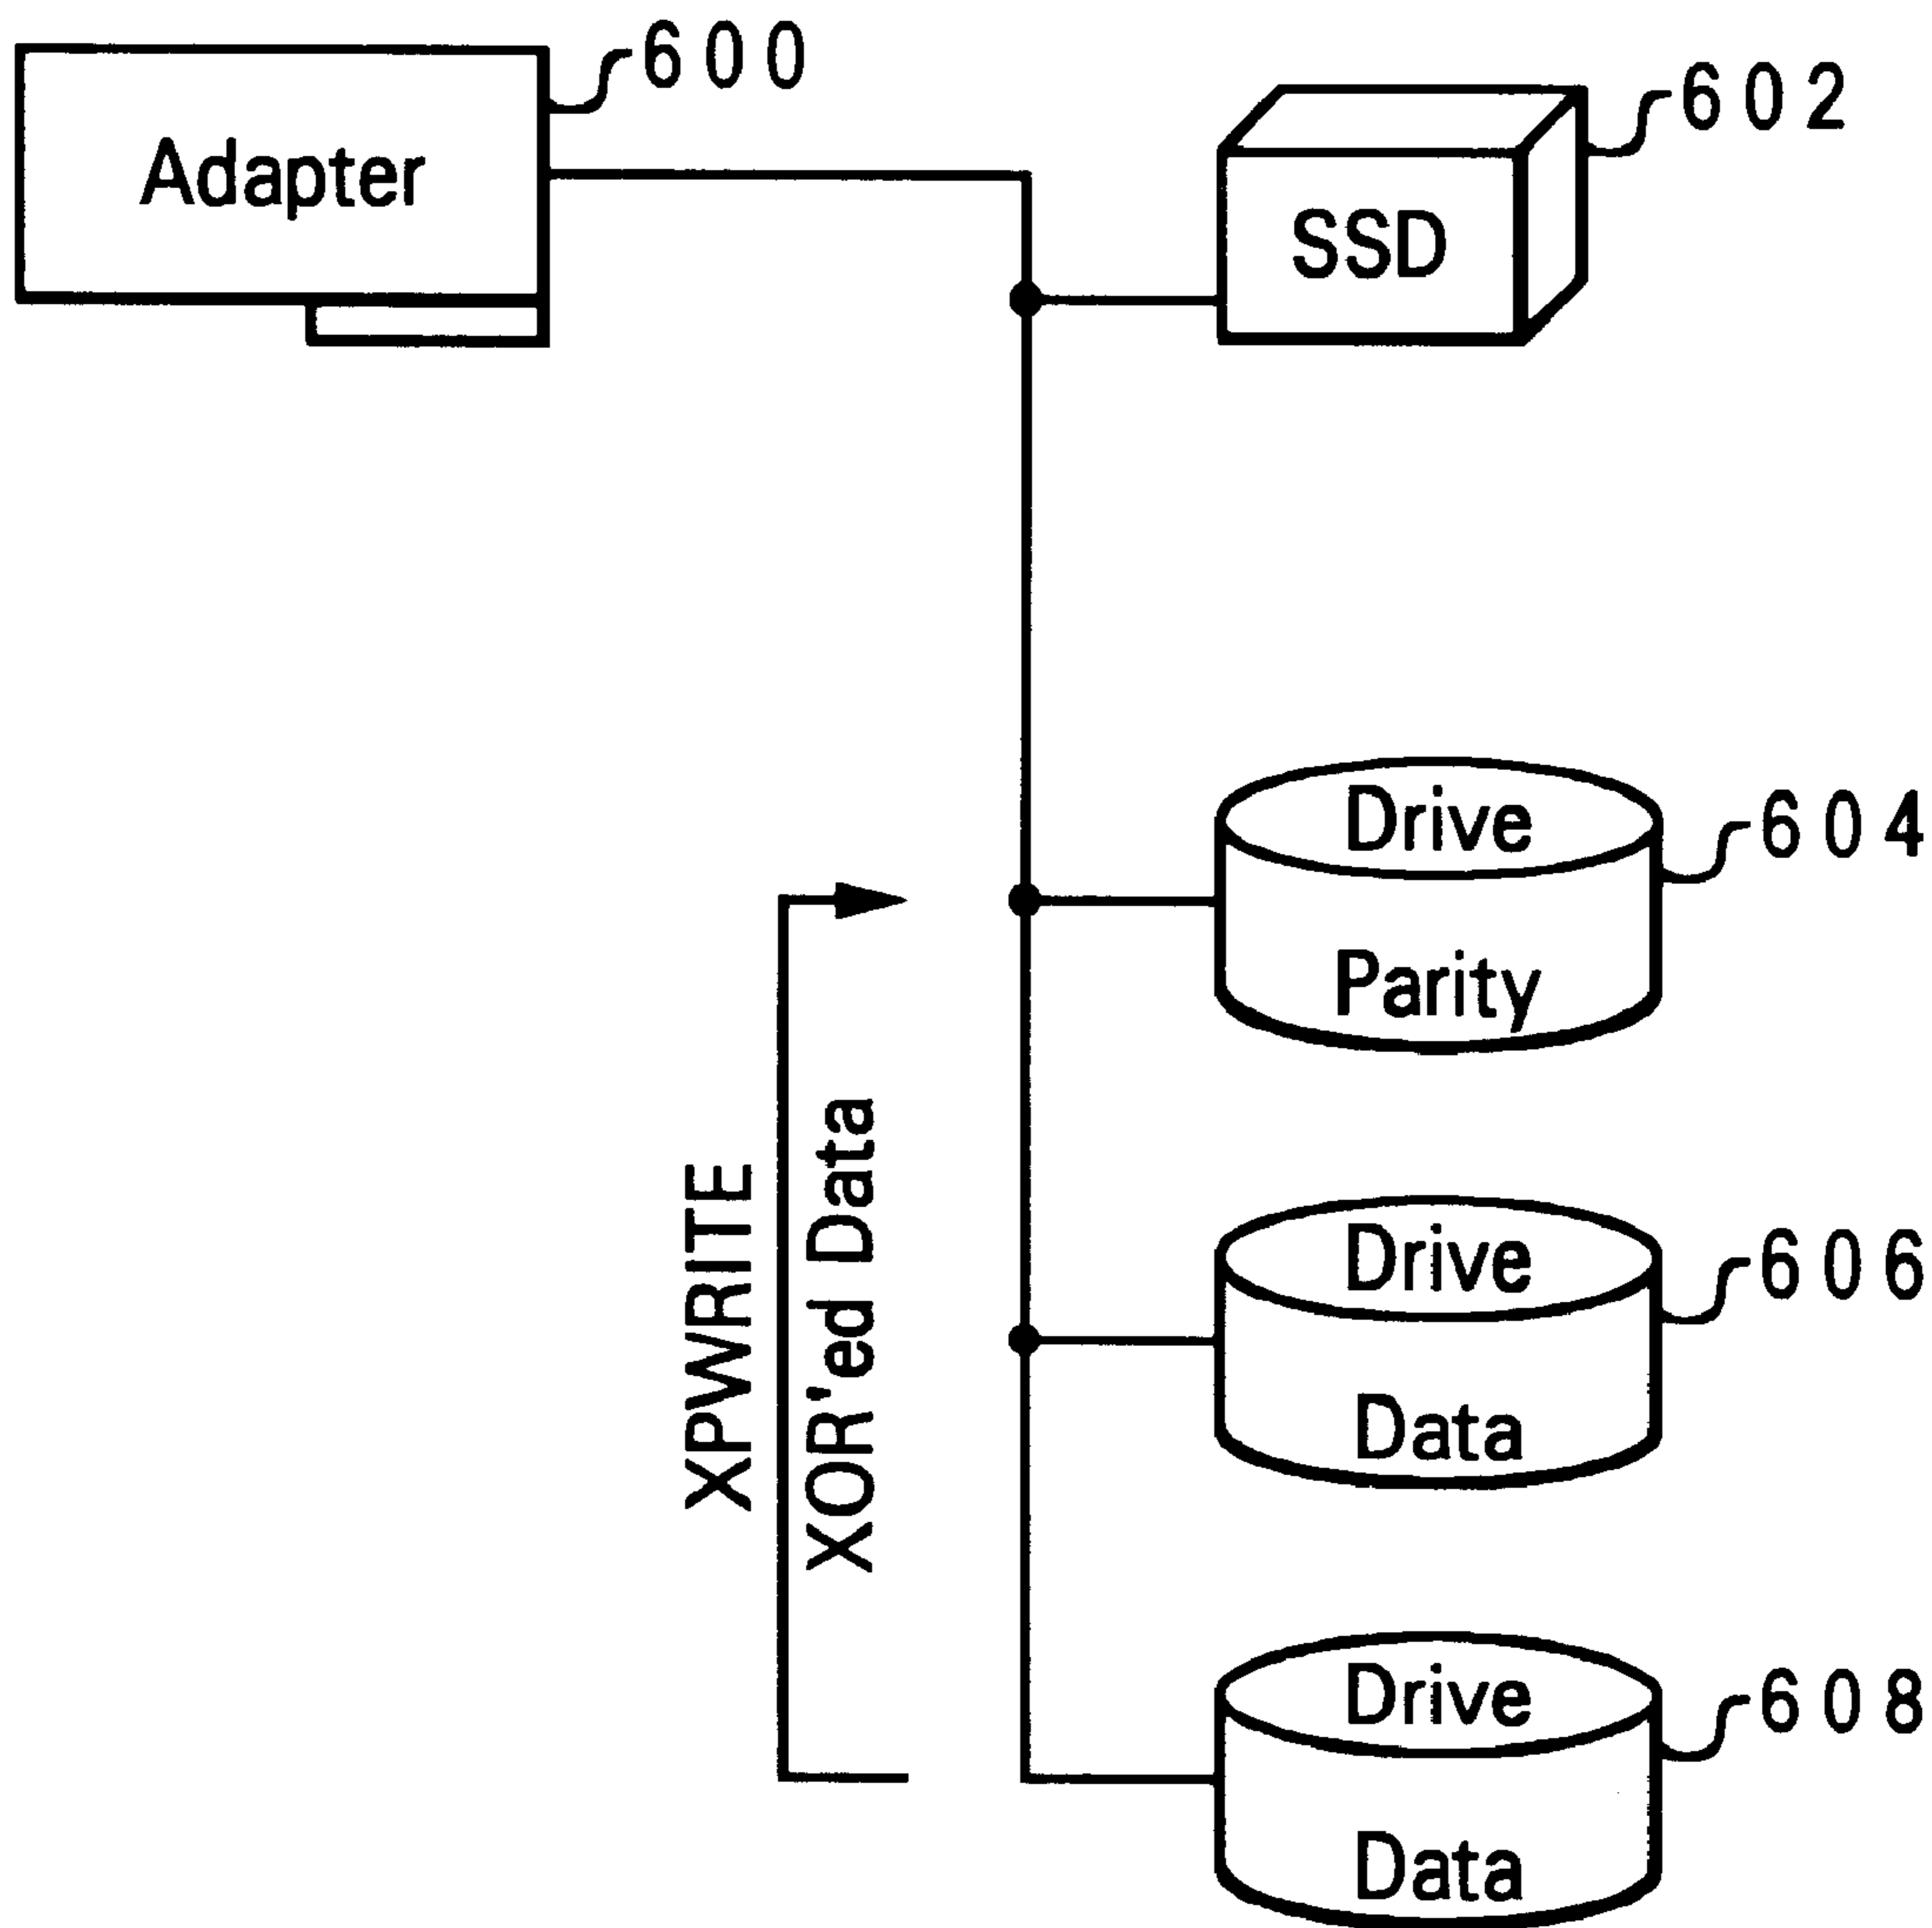 600
Adapter
602
SSD
Drive
604
Parity
XPWRITE
XOR'ed Data
Drive
606
Data
Drive
608
Data